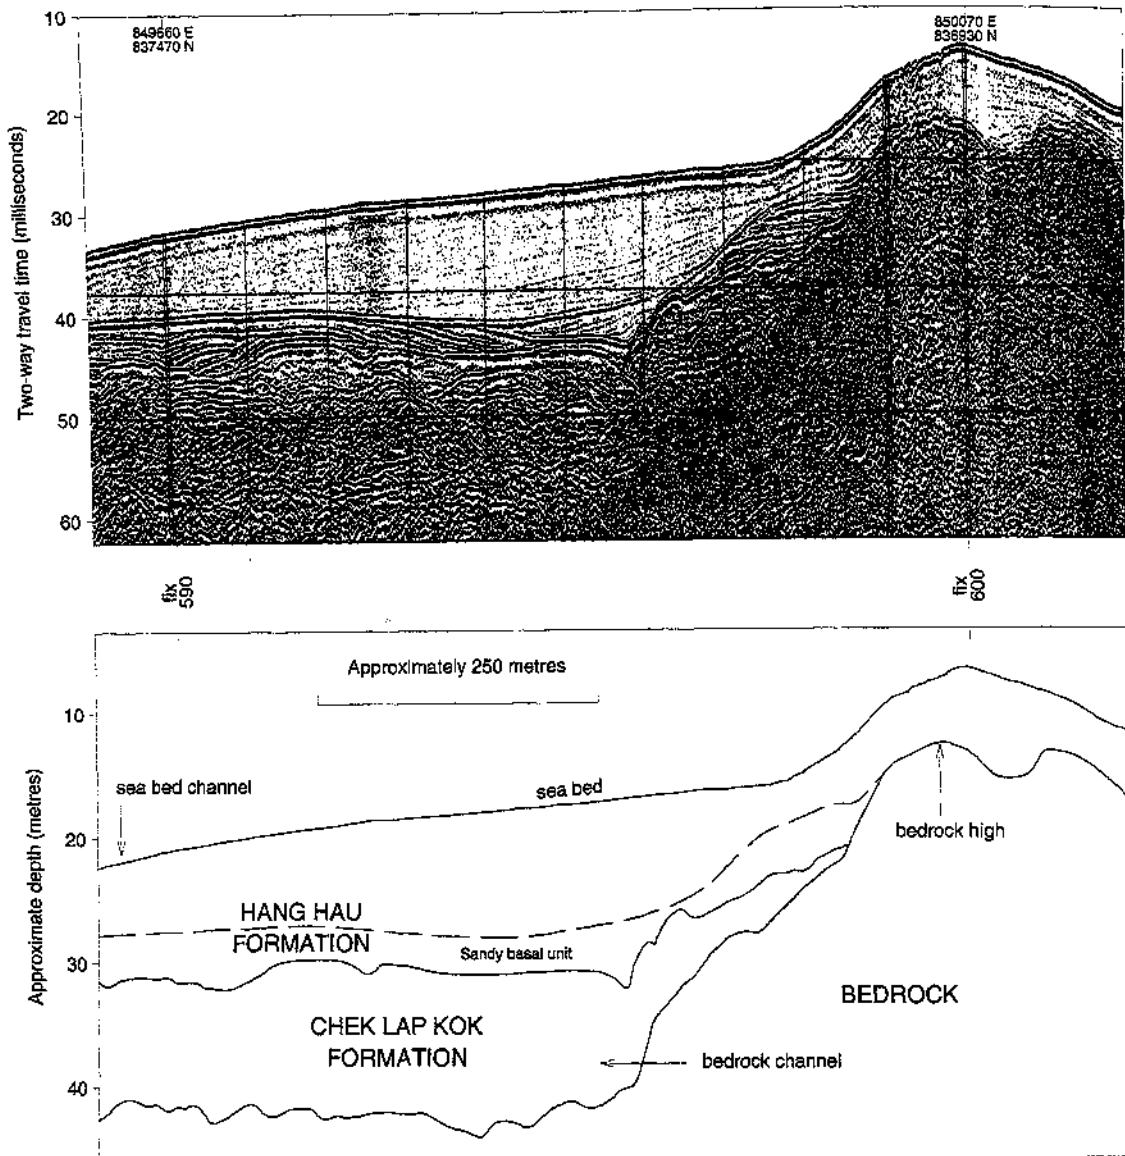 10
849660 E
837470 N
850070 E
836930 N
20
30
40
50
60
Two-way travel time (milliseconds)
fix
590
fix
600
Approximately 250 metres
10
sea bed channel
sea bed
20
bedrock high
HANG HAU
FORMATION
Sandy basal unit
30
BEDROCK
CHEK LAP KOK
FORMATION
bedrock channel
40
Approximate depth (metres)